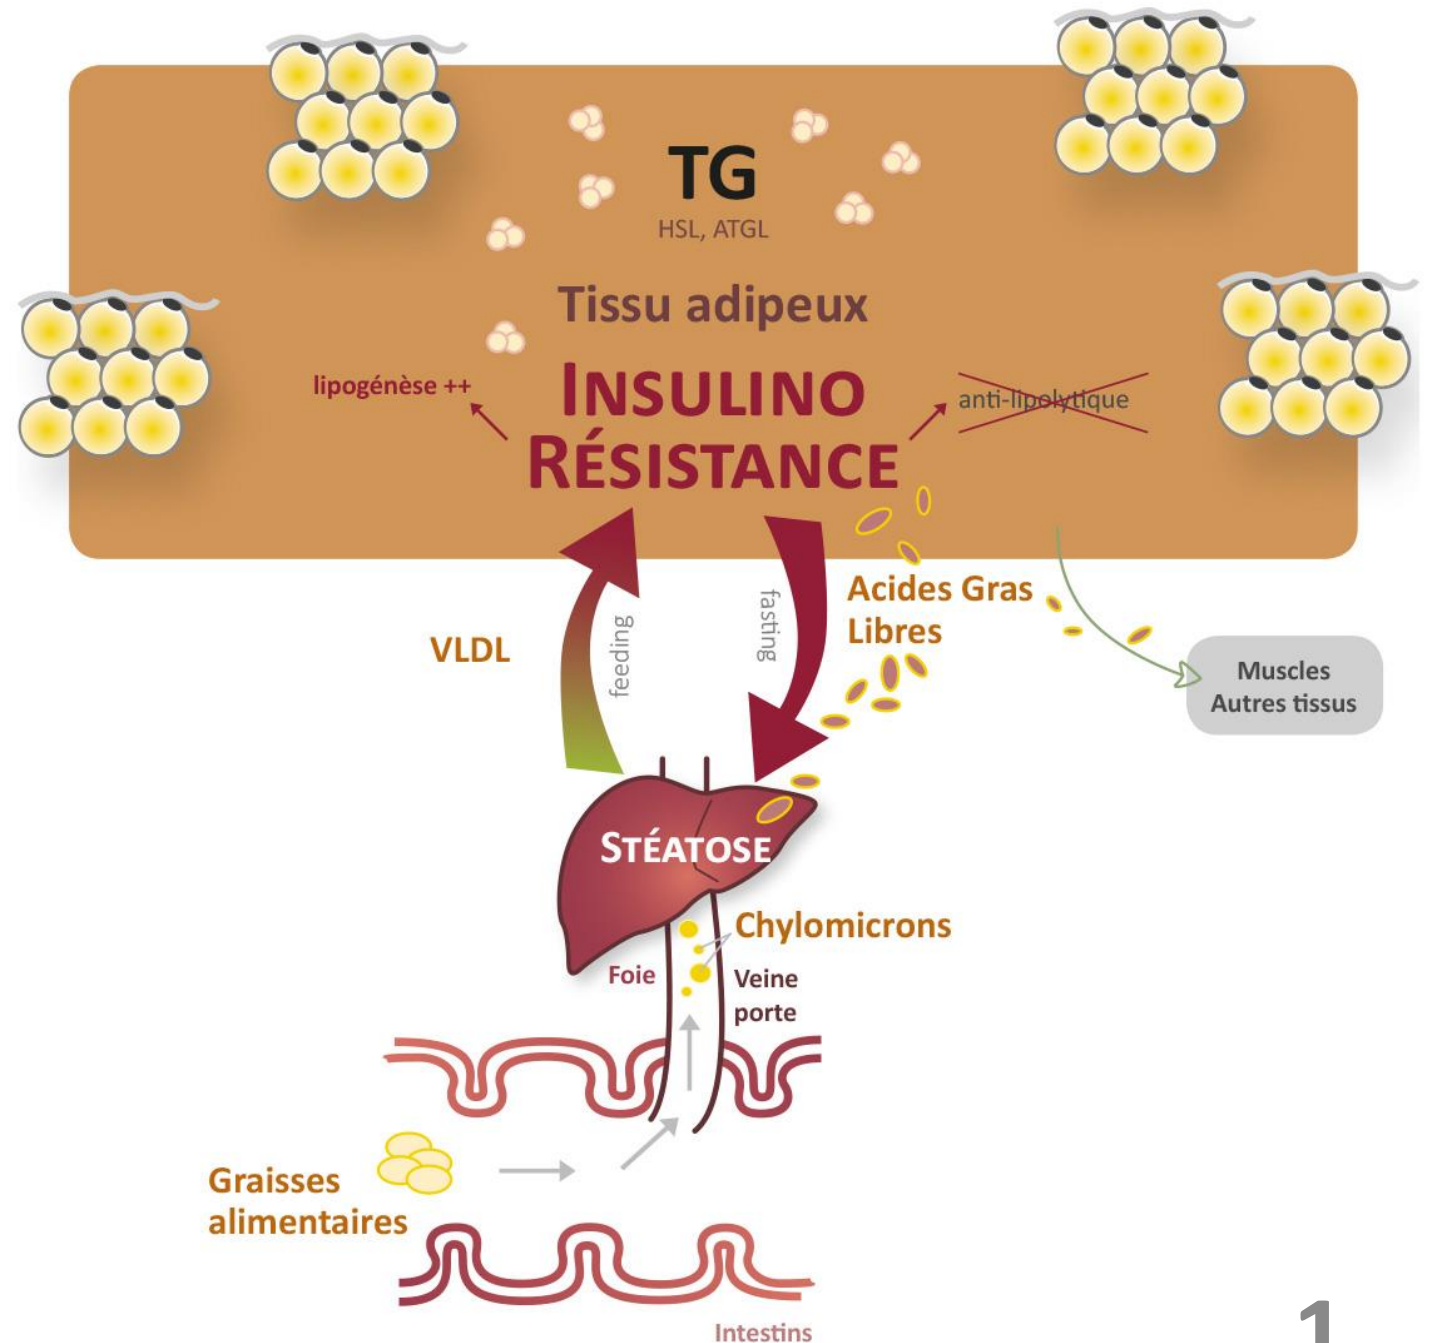 TG
HSL, ATGL
Tissu adipeux
lipogénèse ++
INSULINO
RÉSISTANCE
anti-lipolytique
VLDL
feeding
fasting
Acides Gras
Libres
Muscles
Autres tissus
STÉATOSE
Chylomicrons
Foie
Veine
porte
Graisses
alimentaires
Intestins
1